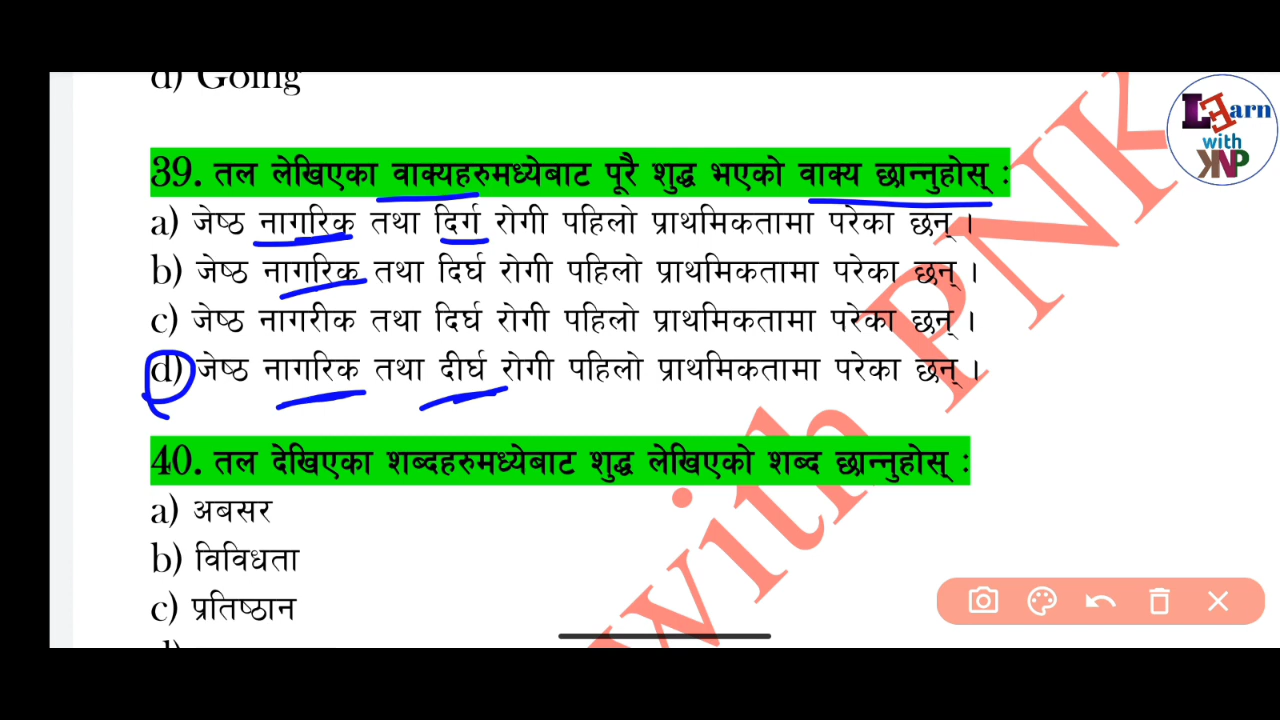 d) Going
39. तल लेखिएका वाक्यहरुमध्येबाट पूरै शुद्ध भएको वाक्य छान्नुहोस् :
a) जेष्ठ नागरिक तथा दिर्ग रोगी पहिलो प्राथमिकतामा परेका छन् ।
b) जेष्ठ नागरिक तथा दिर्घ रोगी पहिलो प्राथमिकतामा परेका छन् ।
c) जेष्ठ नागरीक तथा दिर्घ रोगी पहिलो प्राथमिकतामा परेका छन् ।
d) जेष्ठ नागरिक तथा दीर्घ रोगी पहिलो प्राथमिकतामा परेका छन् ।
40. तल देखिएका शब्दहरुमध्येबाट शुद्ध लेखिएको शब्द छान्नुहोस् :
a) अबसर
b) विविधता
c) प्रतिष्ठान
with PNK
Learn
with
KNP